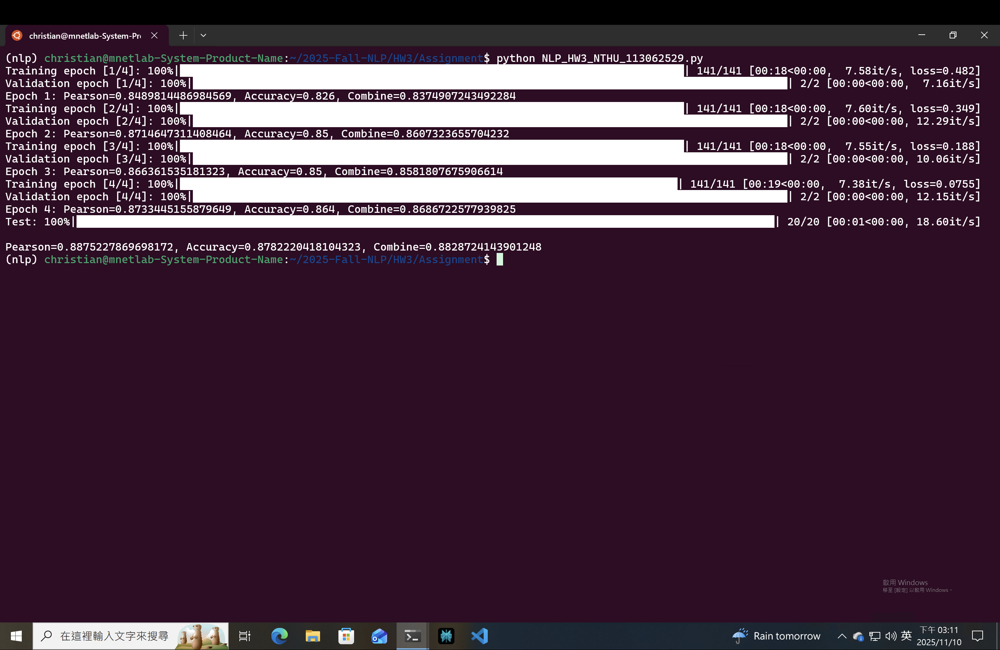 christian@mnetlab-System-Pr
(nlp) christian@mnetlab-System-Product-Name:~/2025-Fall-NLP/HW3/Assignment$ python NLP_HW3_NTHU_113062529.py
Training epoch [1/4]: 100%| | 141/141 [00:18<00:00, 7.58it/s, loss=0.482]
Validation epoch [1/4]: 100%| | 2/2 [00:00<00:00, 7.16it/s]
Epoch 1: Pearson=0.8489814486984569, Accuracy=0.826, Combine=0.8374907243492284
Training epoch [2/4]: 100%| | 141/141 [00:18<00:00, 7.60it/s, loss=0.349]
Validation epoch [2/4]: 100%| | 2/2 [00:00<00:00, 12.29it/s]
Epoch 2: Pearson=0.8714647311408464, Accuracy=0.85, Combine=0.8607323655704232
Training epoch [3/4]: 100%| | 141/141 [00:18<00:00, 7.55it/s, loss=0.188]
Validation epoch [3/4]: 100%| | 2/2 [00:00<00:00, 10.06it/s]
Epoch 3: Pearson=0.866361535181323, Accuracy=0.85, Combine=0.8581807675906614
Training epoch [4/4]: 100%| | 141/141 [00:19<00:00, 7.38it/s, loss=0.0755]
Validation epoch [4/4]: 100%| | 2/2 [00:00<00:00, 12.15it/s]
Epoch 4: Pearson=0.8733445155879649, Accuracy=0.864, Combine=0.8686722577939825
Test: 100%| | 20/20 [00:01<00:00, 18.60it/s]
Pearson=0.8875227869698172, Accuracy=0.8782220418104323, Combine=0.8828724143901248
(nlp) christian@mnetlab-System-Product-Name:~/2025-Fall-NLP/HW3/Assignment$
啟用 Windows
移至 [設定] 以啟用 Windows。
在這裡輸入文字來搜尋
Rain tomorrow
英
下午 03:11
2025/11/10